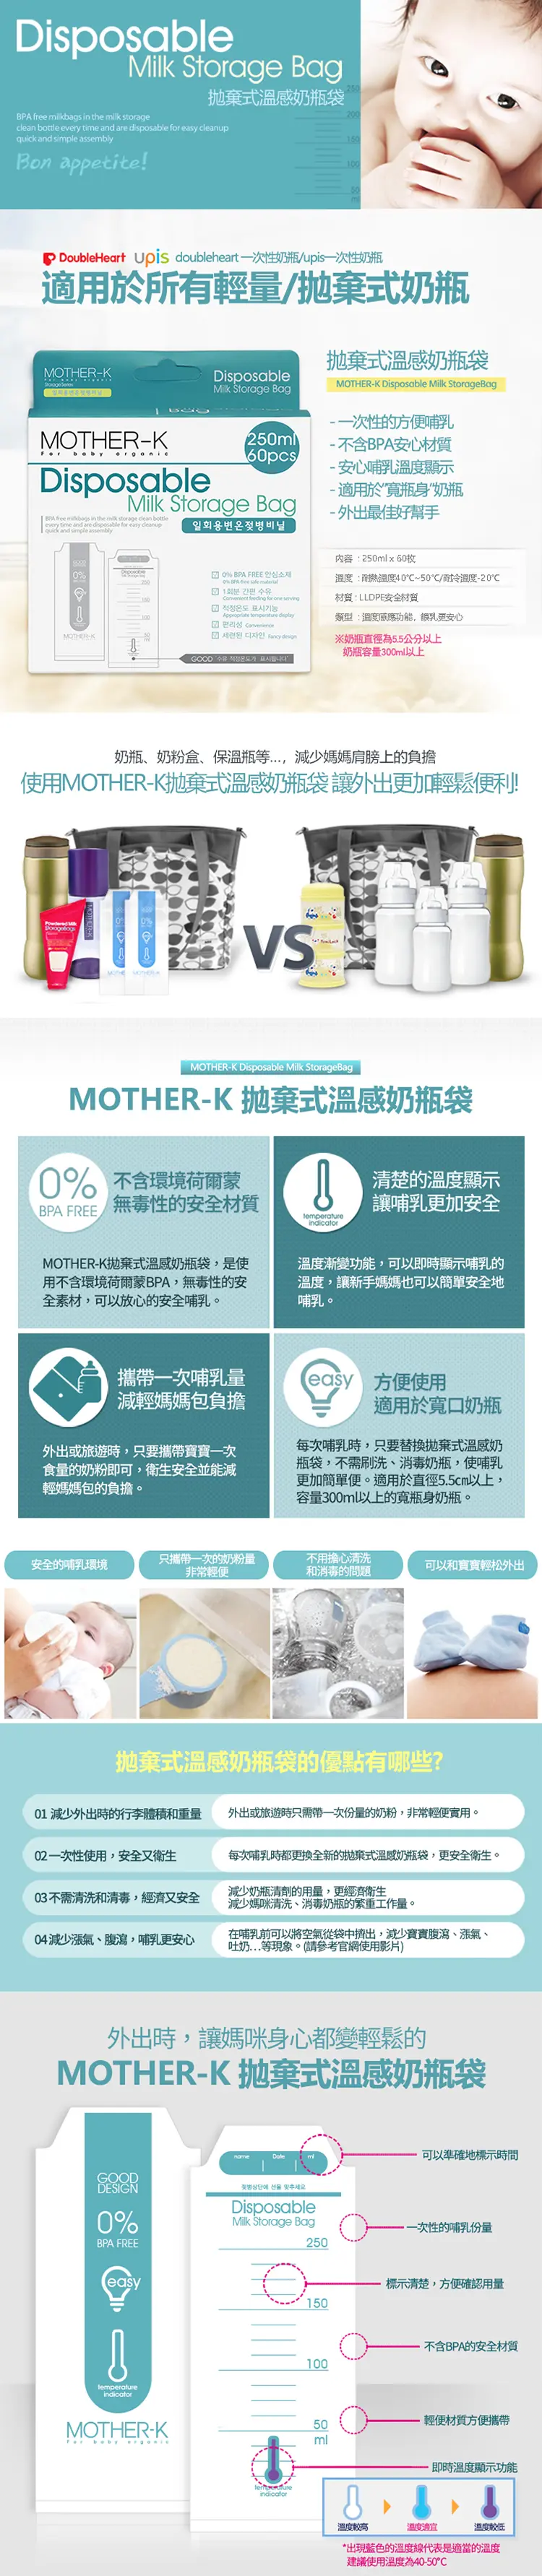 Disposable
Milk Storage Bag
拋棄式溫感奶瓶袋
BPA free milkbags in the milk storage
clean bottle every time and are disposable for easy cleanup
quick and simple assembly
Bon appetite!
250
200
150
100
50
DoubleHeart upis doubleheart 一次性奶瓶/upis一次性奶瓶
適用於所有輕量/拋棄式奶瓶
MOTHER-K
For baby organic
Disposable
Milk Storage Bag
MOTHER-K
For baby organic
250ml
60pcs
Disposable
Milk Storage Bag
BPA free milkbags in the milk storage clean bottle
every time and are disposable for easy cleanup
quick and simple assembly
일회용변온젖병비닐
0% BPA FREE 안심소재
0% BPA FREE safe material
1회분 간편 수유
Convenient feeding for one serving
적정온도 표시기능
Appropriate temperature display
편리성 Convenience
세련된 디자인 Fancy design
GOOD "수유 적정온도가 표시됩니다"
拋棄式溫感奶瓶袋
MOTHER-K Disposable Milk StorageBag
- 一次性的方便哺乳
- 不含BPA安心材質
- 安心哺乳溫度顯示
- 適用於"寬瓶身"奶瓶
- 外出最佳好幫手
內容 : 250ml x 60枚
溫度 : 耐熱溫度40℃~50℃/耐冷溫度-20℃
材質 : LLDPE安全材質
類型 : 溫度感應功能, 餵乳更安心
※奶瓶直徑為5.5公分以上
奶瓶容量300ml以上
奶瓶、奶粉盒、保溫瓶等...，減少媽媽肩膀上的負擔
使用MOTHER-K拋棄式溫感奶瓶袋 讓外出更加輕鬆便利!
Powdered Milk
StorageBags
MOTHER-K
VS
MOTHER-K Disposable Milk StorageBag
MOTHER-K 拋棄式溫感奶瓶袋
0%
BPA FREE
不含環境荷爾蒙
無毒性的安全材質
MOTHER-K拋棄式溫感奶瓶袋，是使
用不含環境荷爾蒙BPA，無毒性的安
全素材，可以放心的安全哺乳。
temperature
indicator
清楚的溫度顯示
讓哺乳更加安全
溫度漸變功能，可以即時顯示哺乳的
溫度，讓新手媽媽也可以簡單安全地
哺乳。
攜帶一次哺乳量
減輕媽媽包負擔
外出或旅遊時，只要攜帶寶寶一次
食量的奶粉即可，衛生安全並能減
輕媽媽包的負擔。
easy
方便使用
適用於寬口奶瓶
每次哺乳時，只要替換拋棄式溫感奶
瓶袋，不需刷洗、消毒奶瓶，使哺乳
更加簡單便。適用於直徑5.5cm以上，
容量300ml以上的寬瓶身奶瓶。
安全的哺乳環境
只攜帶一次的奶粉量
非常輕便
不用擔心清洗
和消毒的問題
可以和寶寶輕松外出
拋棄式溫感奶瓶袋的優點有哪些?
01 減少外出時的行李體積和重量
外出或旅遊時只需帶一次份量的奶粉，非常輕便實用。
02 一次性使用，安全又衛生
每次哺乳時都更換全新的拋棄式溫感奶瓶袋，更安全衛生。
03 不需清洗和清毒，經濟又安全
減少奶瓶清劑的用量，更經濟衛生
減少媽咪清洗、消毒奶瓶的繁重工作量。
04 減少漲氣、腹瀉，哺乳更安心
在哺乳前可以將空氣從袋中擠出，減少寶寶腹瀉、漲氣、
吐奶...等現象。(請參考官網使用影片)
外出時，讓媽咪身心都變輕鬆的
MOTHER-K 拋棄式溫感奶瓶袋
GOOD
DESIGN
0%
BPA FREE
easy
temperature
indicator
MOTHER-K
For baby organic
name Date ml
젖병상단에 선을 맞추세요
Disposable
Milk Storage Bag
250
150
100
50
ml
temperature
indicator
可以準確地標示時間
一次性的哺乳份量
標示清楚，方便確認用量
不含BPA的安全材質
輕便材質方便攜帶
即時溫度顯示功能
溫度較高
溫度適宜
溫度較低
*出現藍色的溫度線代表是適當的溫度
建議使用溫度為40-50℃